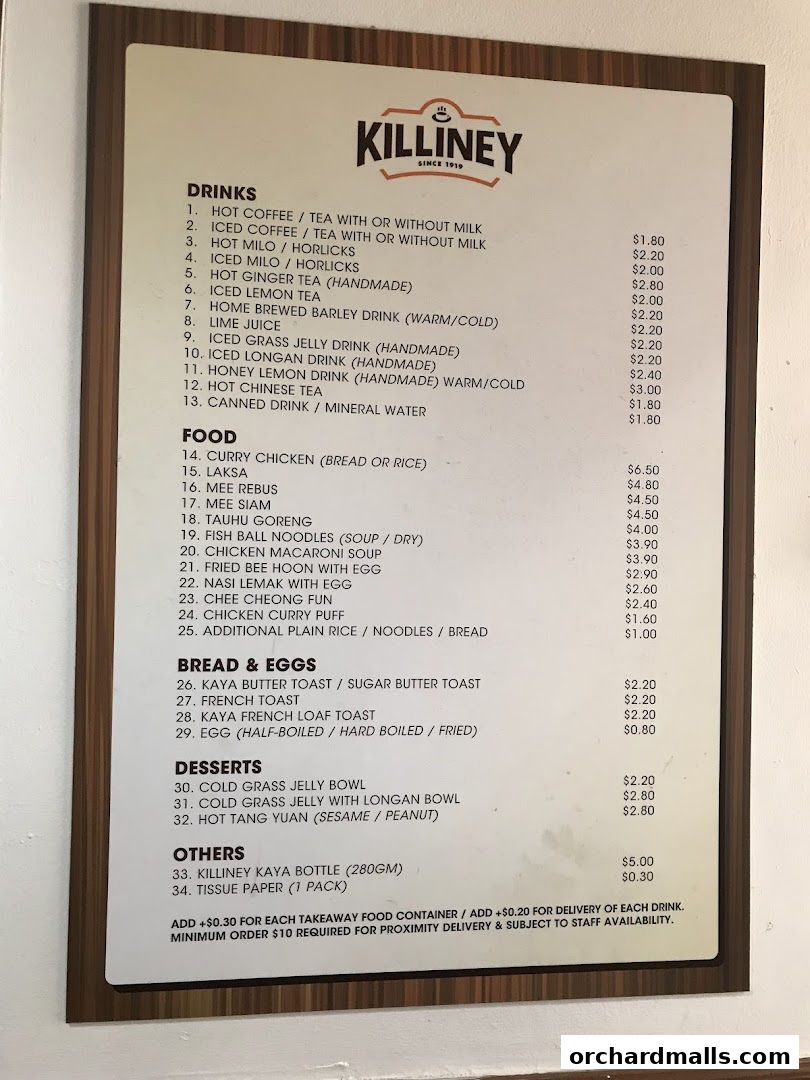 KILLINEY
SINCE 1919
DRINKS
1. HOT COFFEE / TEA WITH OR WITHOUT MILK $1.80
2. ICED COFFEE / TEA WITH OR WITHOUT MILK $2.20
3. HOT MILO / HORLICKS $2.00
4. ICED MILO / HORLICKS $2.80
5. HOT GINGER TEA (HANDMADE) $2.00
6. ICED LEMON TEA $2.20
7. HOME BREWED BARLEY DRINK (WARM/COLD) $2.20
8. LIME JUICE $2.20
9. ICED GRASS JELLY DRINK (HANDMADE) $2.20
10. ICED LONGAN DRINK (HANDMADE) $2.40
11. HONEY LEMON DRINK (HANDMADE) WARM/COLD $3.00
12. HOT CHINESE TEA $1.80
13. CANNED DRINK / MINERAL WATER $1.80
FOOD
14. CURRY CHICKEN (BREAD OR RICE) $6.50
15. LAKSA $4.80
16. MEE REBUS $4.50
17. MEE SIAM $4.50
18. TAUHU GORENG $4.00
19. FISH BALL NOODLES (SOUP / DRY) $3.90
20. CHICKEN MACARONI SOUP $3.90
21. FRIED BEE HOON WITH EGG $2.90
22. NASI LEMAK WITH EGG $2.60
23. CHEE CHEONG FUN $2.40
24. CHICKEN CURRY PUFF $1.60
25. ADDITIONAL PLAIN RICE / NOODLES / BREAD $1.00
BREAD & EGGS
26. KAYA BUTTER TOAST / SUGAR BUTTER TOAST $2.20
27. FRENCH TOAST $2.20
28. KAYA FRENCH LOAF TOAST $2.20
29. EGG (HALF-BOILED / HARD BOILED / FRIED) $0.80
DESSERTS
30. COLD GRASS JELLY BOWL $2.20
31. COLD GRASS JELLY WITH LONGAN BOWL $2.80
32. HOT TANG YUAN (SESAME / PEANUT) $2.80
OTHERS
33. KILLINEY KAYA BOTTLE (280GM) $5.00
34. TISSUE PAPER (1 PACK) $0.30
ADD +$0.30 FOR EACH TAKEAWAY FOOD CONTAINER / ADD +$0.20 FOR DELIVERY OF EACH DRINK.
MINIMUM ORDER $10 REQUIRED FOR PROXIMITY DELIVERY & SUBJECT TO STAFF AVAILABILITY.
orchardmalls.com